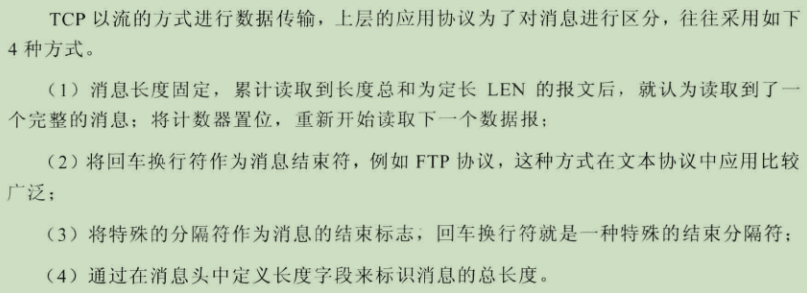 TCP 以流的方式进行数据传输，上层的应用协议为了对消息进行区分，往往采用如下
4 种方式。
（1）消息长度固定，累计读取到长度总和为定长 LEN 的报文后，就认为读取到了一
个完整的消息；将计数器置位，重新开始读取下一个数据报；
（2）将回车换行符作为消息结束符，例如 FTP 协议，这种方式在文本协议中应用比较
广泛；
（3）将特殊的分隔符作为消息的结束标志，回车换行符就是一种特殊的结束分隔符；
（4）通过在消息头中定义长度字段来标识消息的总长度。